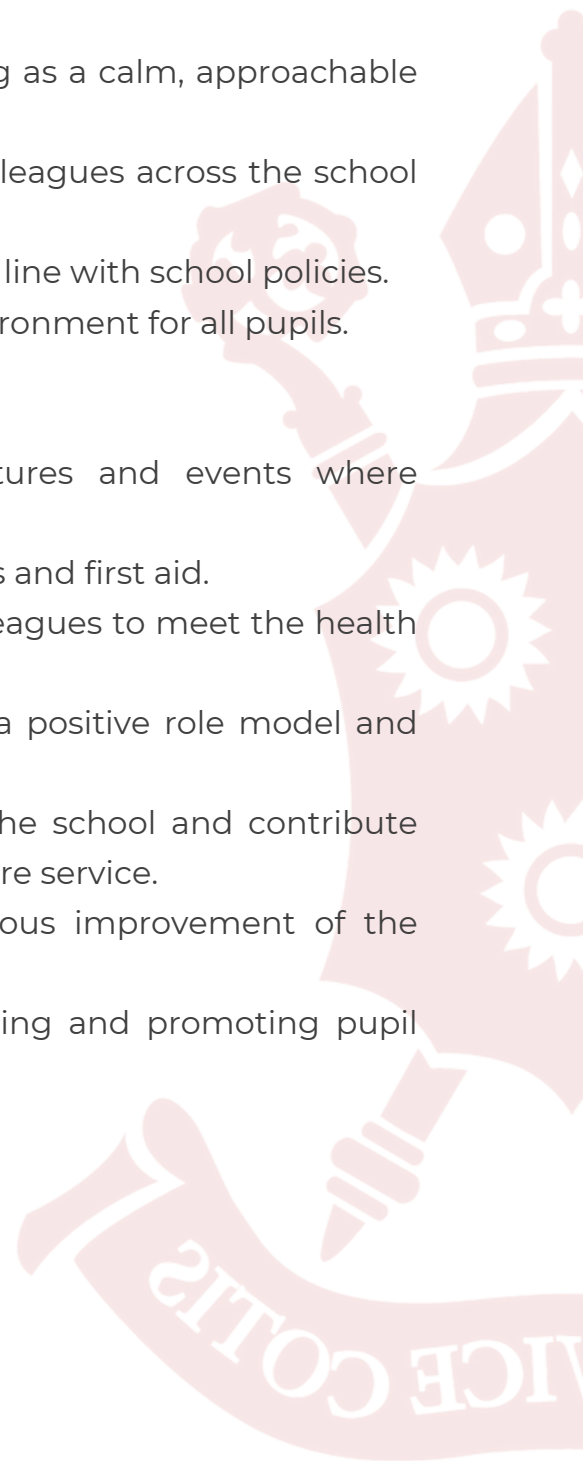 g as a calm, approachable
leagues across the school
line with school policies.
ronment for all pupils.
tures and events where
s and first aid.
eagues to meet the health
a positive role model and
he school and contribute
re service.
ous improvement of the
ing and promoting pupil
VICE COTIS